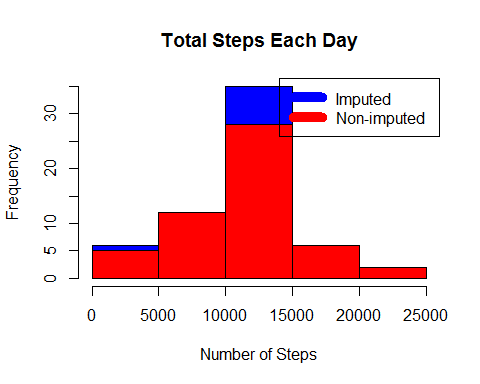 Total Steps Each Day
Imputed
Non-imputed
Frequency
30
20
10
5
0
0 5000 10000 15000 20000 25000
Number of Steps